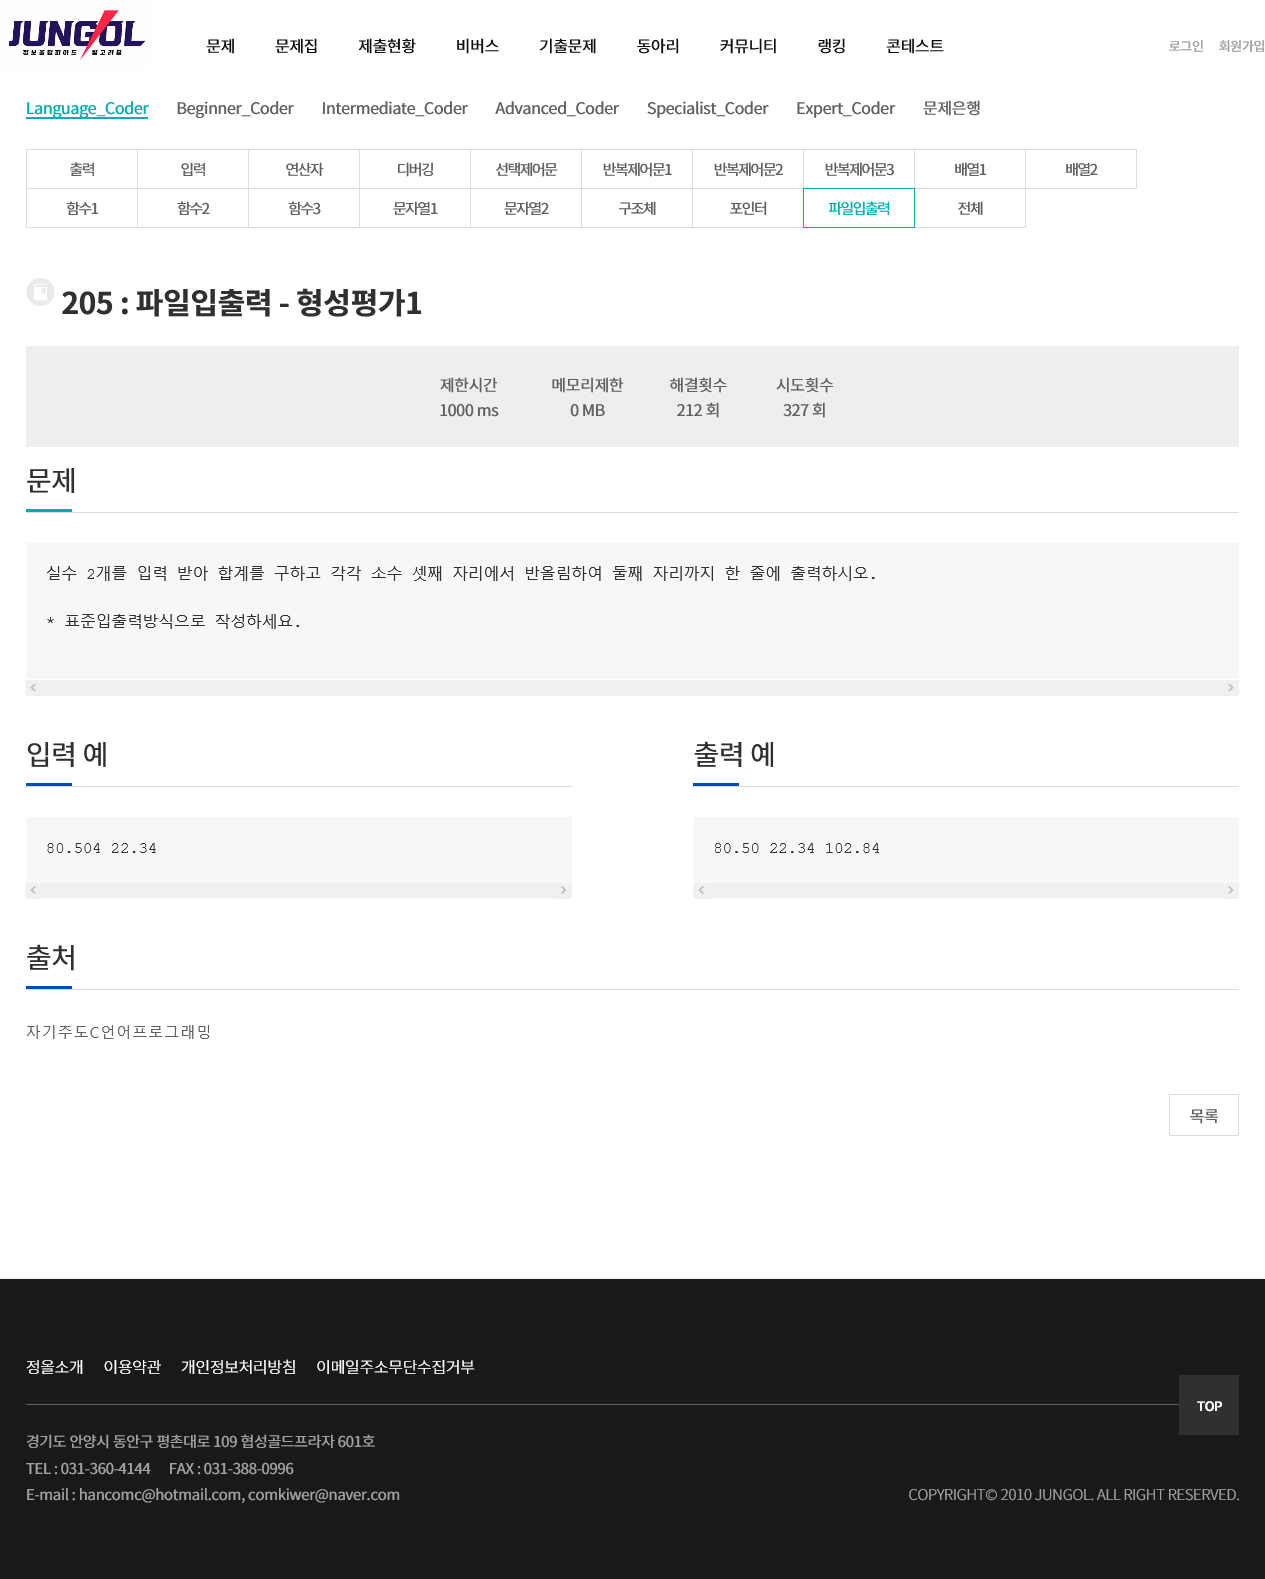 JUNGOL
정보올림피아드 알고리즘
문제 문제집 제출현황 비버스 기출문제 동아리 커뮤니티 랭킹 콘테스트 로그인 회원가입
Language_Coder Beginner_Coder Intermediate_Coder Advanced_Coder Specialist_Coder Expert_Coder 문제은행
출력 입력 연산자 디버깅 선택제어문 반복제어문1 반복제어문2 반복제어문3 배열1 배열2
함수1 함수2 함수3 문자열1 문자열2 구조체 포인터 파일입출력 전체
205 : 파일입출력 - 형성평가1
제한시간 메모리제한 해결횟수 시도횟수
1000 ms 0 MB 212 회 327 회
문제
실수 2개를 입력 받아 합계를 구하고 각각 소수 셋째 자리에서 반올림하여 둘째 자리까지 한 줄에 출력하시오.
* 표준입출력방식으로 작성하세요.
입력 예 출력 예
80.504 22.34 80.50 22.34 102.84
출처
자기주도C언어프로그래밍
목록
정올소개 이용약관 개인정보처리방침 이메일주소무단수집거부
TOP
경기도 안양시 동안구 평촌대로 109 협성골드프라자 601호
TEL : 031-360-4144 FAX : 031-388-0996
E-mail : hancomc@hotmail.com, comkiwer@naver.com COPYRIGHT© 2010 JUNGOL. ALL RIGHT RESERVED.